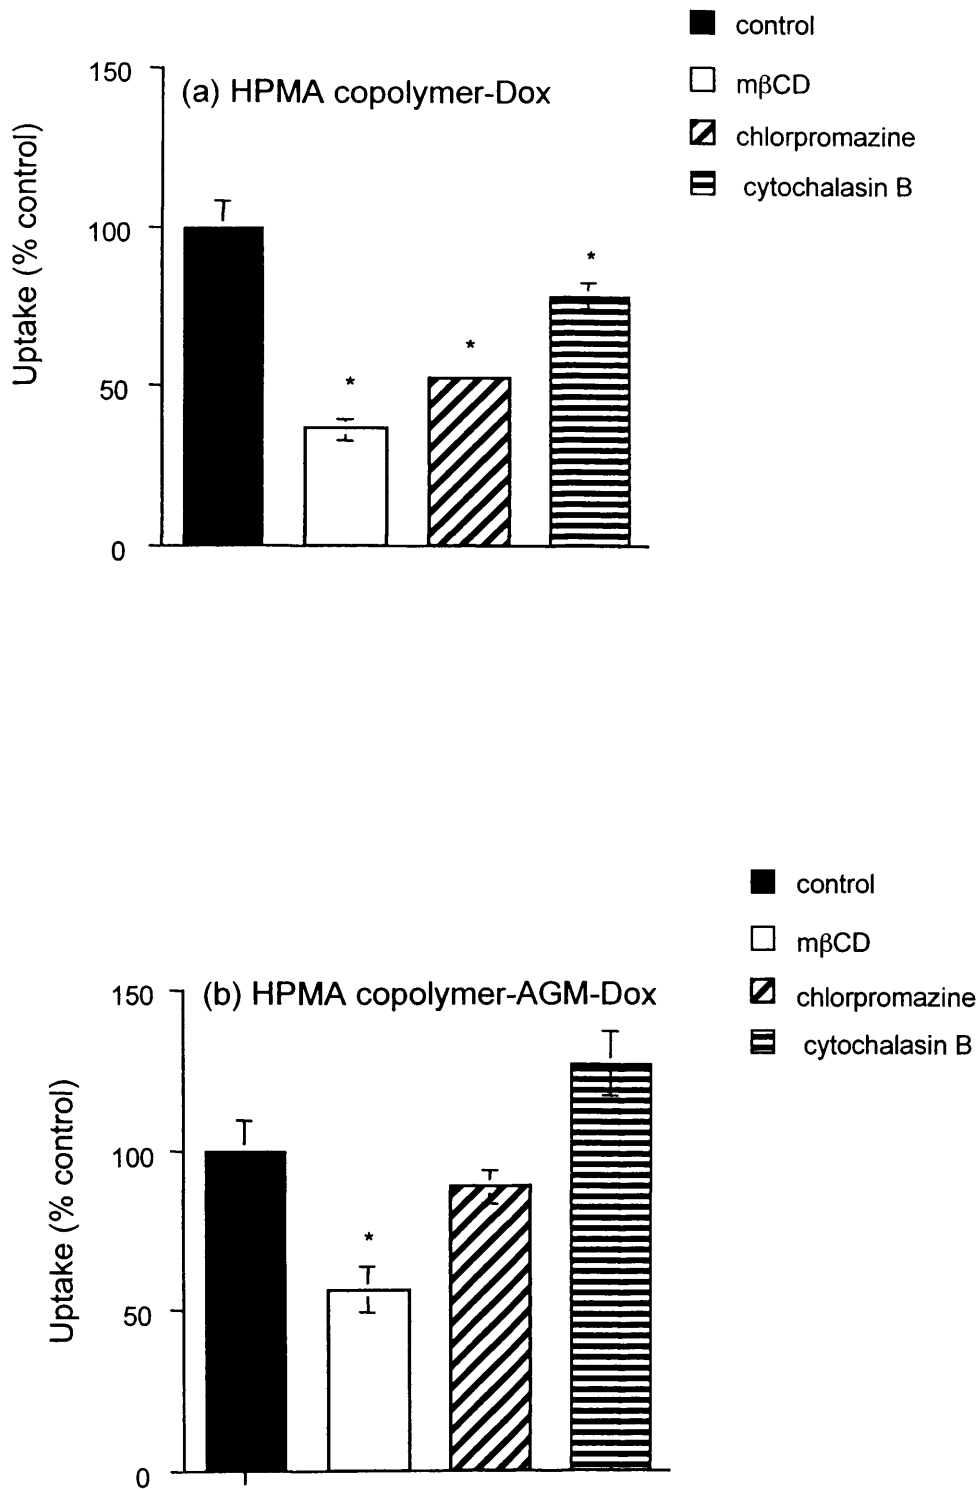 control
mβCD
chlorpromazine
cytochalasin B
(a) HPMA copolymer-Dox
Uptake (% control)
150
100
50
0
*
*
*
control
mβCD
chlorpromazine
cytochalasin B
(b) HPMA copolymer-AGM-Dox
Uptake (% control)
150
100
50
0
*